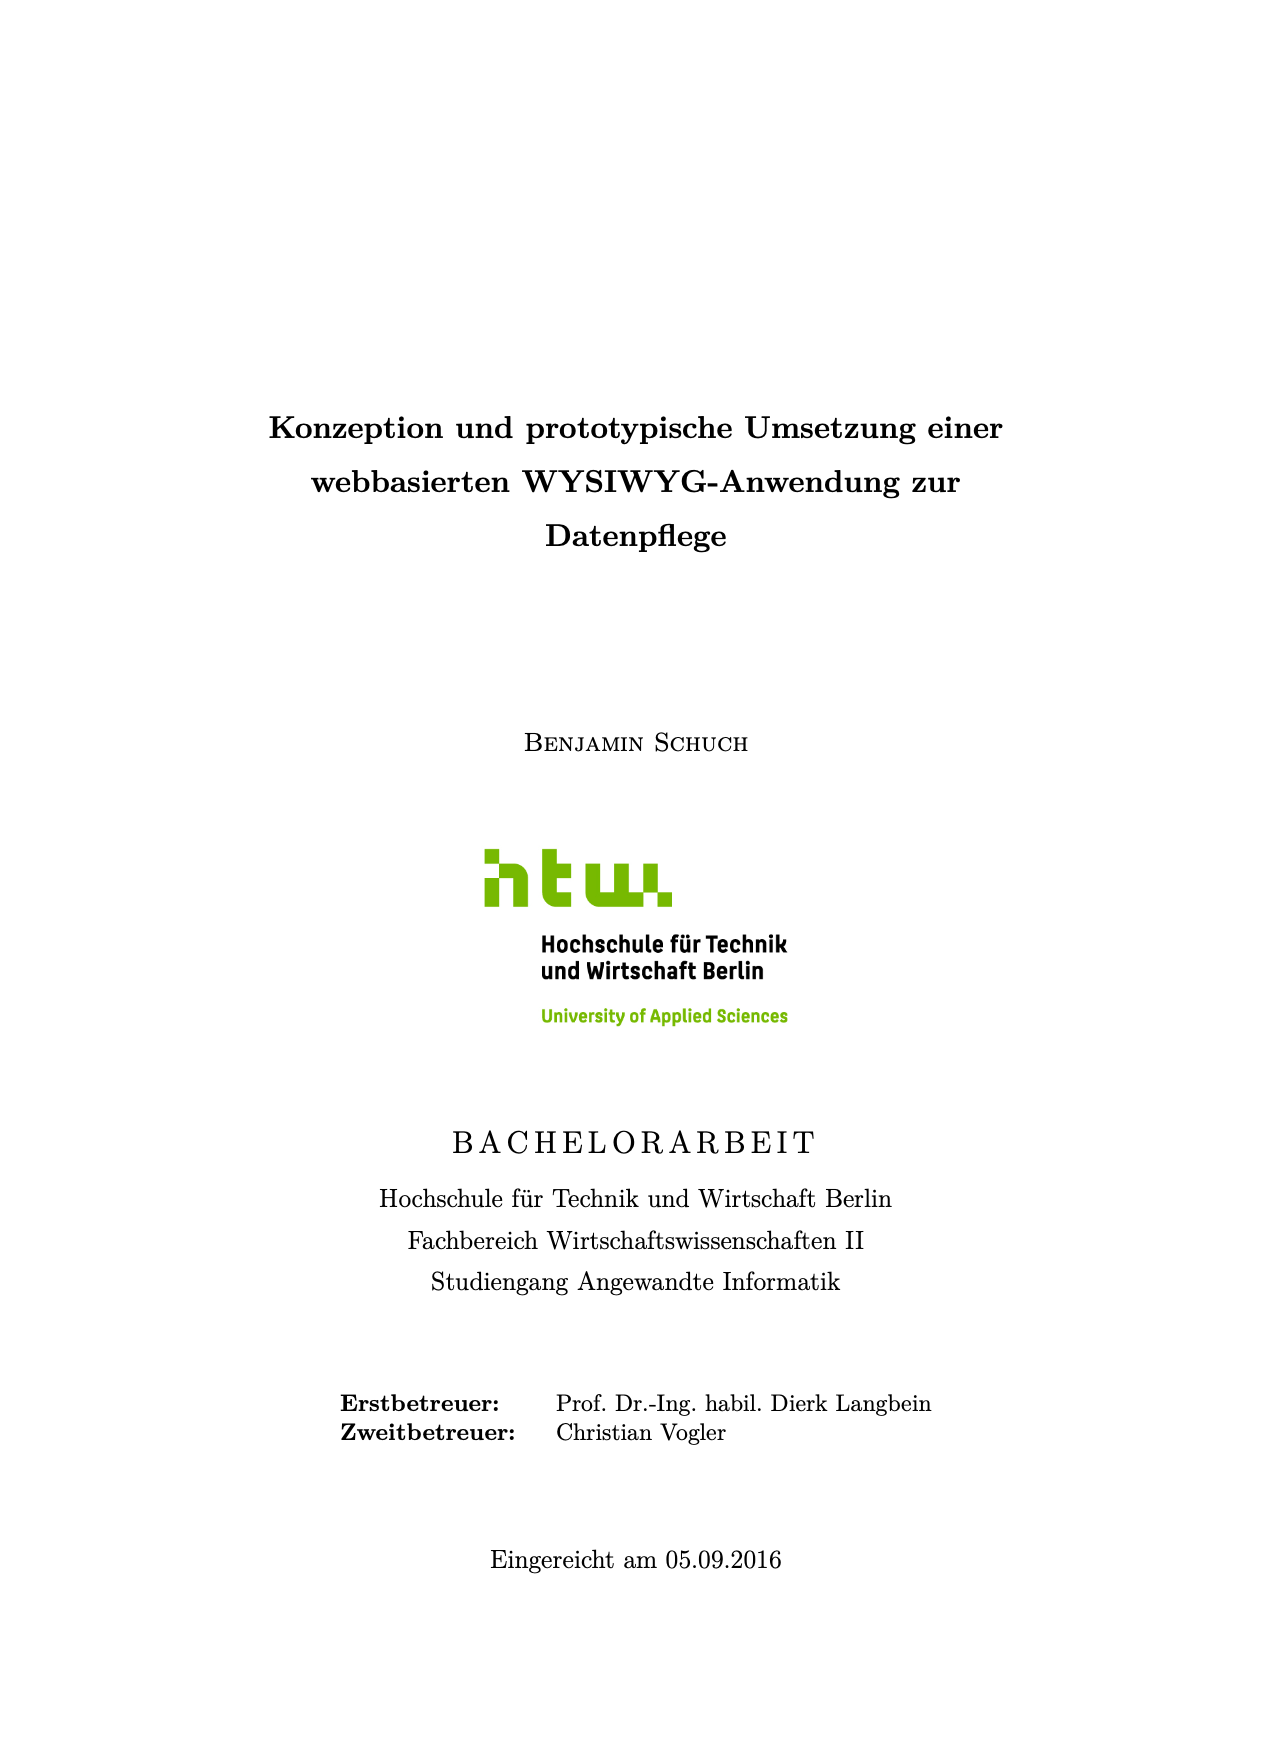 Konzeption und prototypische Umsetzung einer
webbasierten WYSIWYG-Anwendung zur
Datenpflege
Benjamin Schuch
htw.
Hochschule für Technik
und Wirtschaft Berlin
University of Applied Sciences
BACHELORARBEIT
Hochschule für Technik und Wirtschaft Berlin
Fachbereich Wirtschaftswissenschaften II
Studiengang Angewandte Informatik
Erstbetreuer: Prof. Dr.-Ing. habil. Dierk Langbein
Zweitbetreuer: Christian Vogler
Eingereicht am 05.09.2016